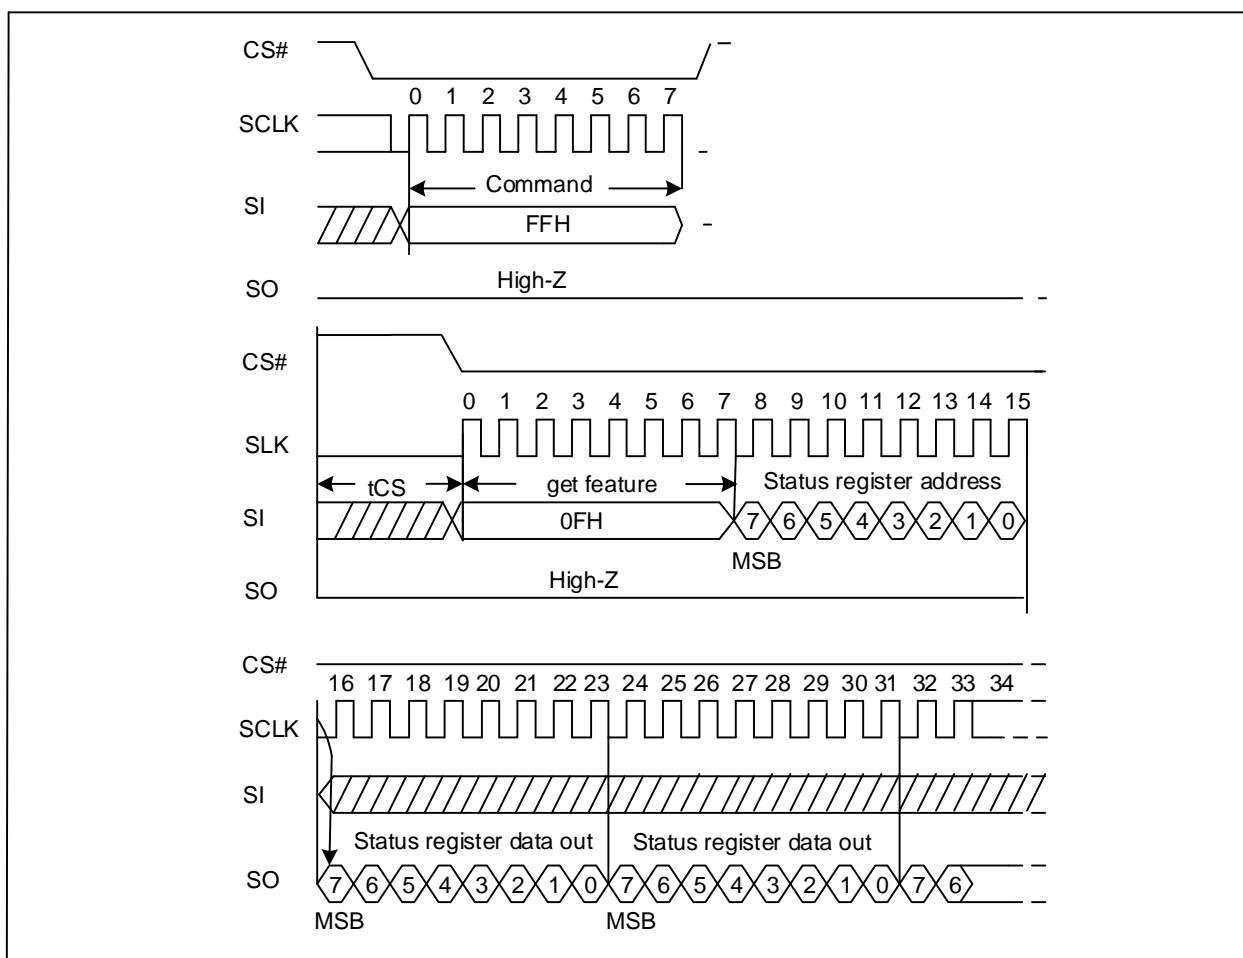 CS#
0 1 2 3 4 5 6 7
SCLK
Command
SI
FFH
High-Z
SO
CS#
0 1 2 3 4 5 6 7 8 9 10 11 12 13 14 15
SLK
tCS get feature Status register address
SI
0FH 7 6 5 4 3 2 1 0
MSB
High-Z
SO
CS#
16 17 18 19 20 21 22 23 24 25 26 27 28 29 30 31 32 33 34
SCLK
SI
Status register data out Status register data out
SO 7 6 5 4 3 2 1 0 7 6 5 4 3 2 1 0 7 6
MSB MSB